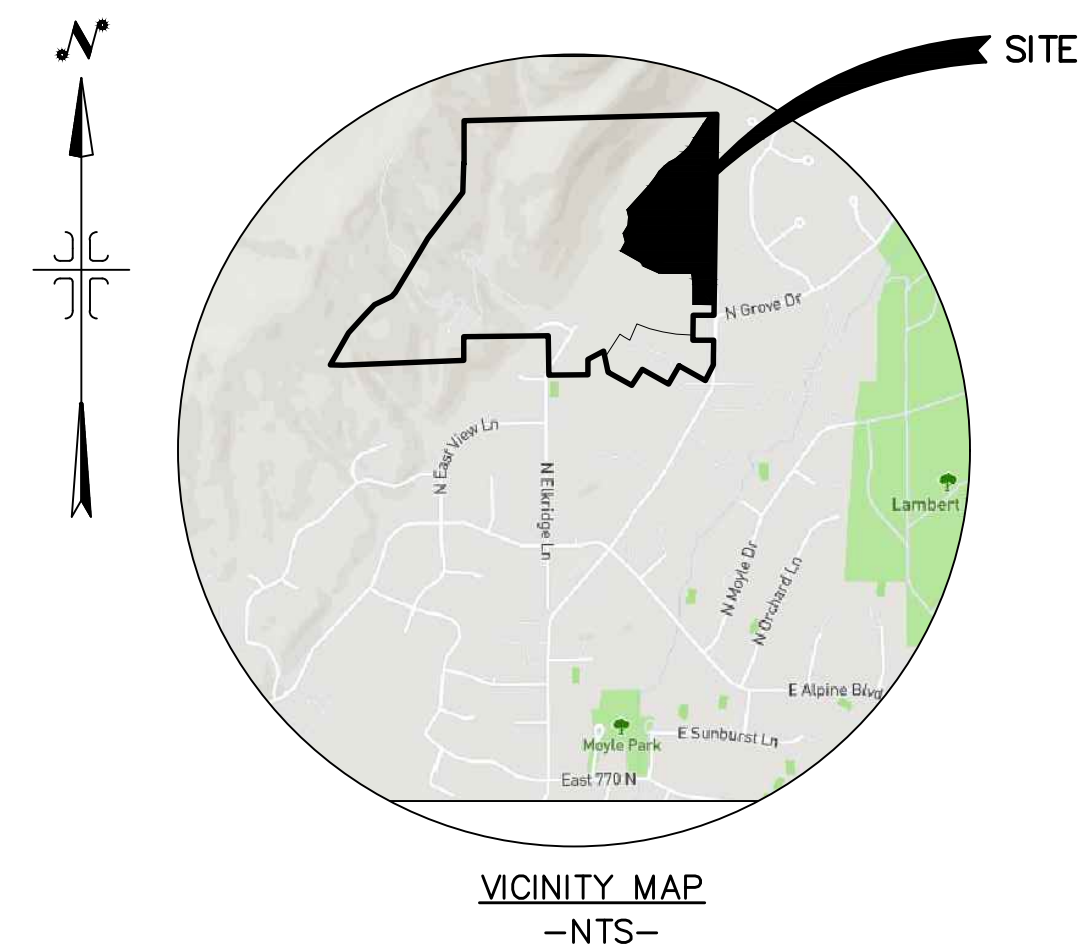 N
SITE
N Grove Dr
N East View Ln
N Elkridge Ln
Lambert
N Moyle Dr
N Orchard Ln
E Alpine Blvd
E Sunburst Ln
Moyle Park
East 770 N
VICINITY MAP
-NTS-